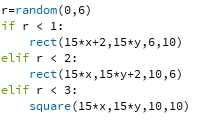 r=random(0,6)
if r < 1:
    rect(15*x+2,15*y,6,10)
elif r < 2:
    rect(15*x,15*y+2,10,6)
elif r < 3:
    square(15*x,15*y,10,10)